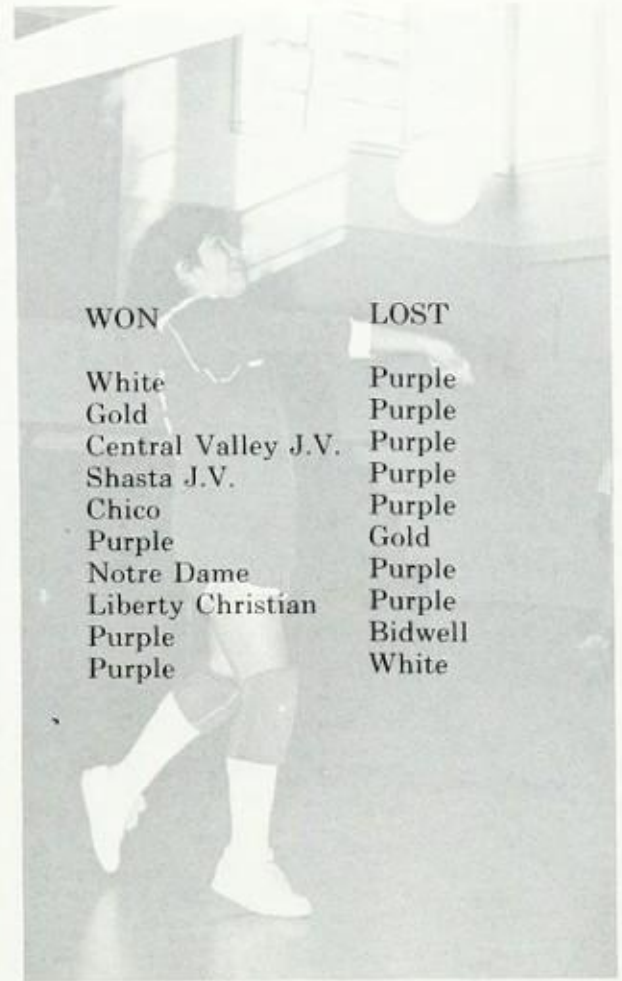 WON LOST
White Purple
Gold Purple
Central Valley J.V. Purple
Shasta J.V. Purple
Chico Purple
Purple Gold
Notre Dame Purple
Liberty Christian Purple
Purple Bidwell
Purple White